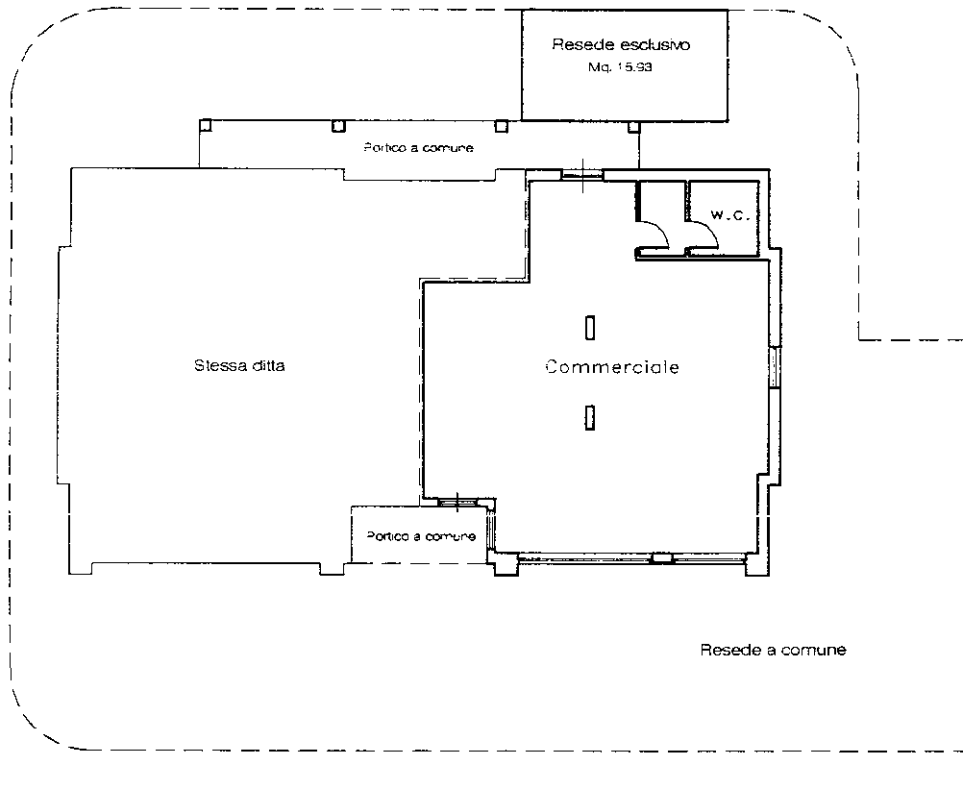 Resede esclusivo
Mq. 15.93
Portico a comune
W.C.
Stessa ditta
Commerciale
Portico a comune
Resede a comune